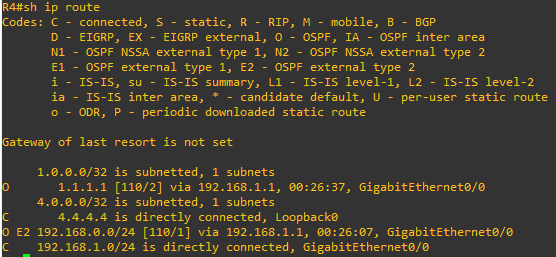 R4#sh ip route
Codes: C - connected, S - static, R - RIP, M - mobile, B - BGP
       D - EIGRP, EX - EIGRP external, O - OSPF, IA - OSPF inter area
       N1 - OSPF NSSA external type 1, N2 - OSPF NSSA external type 2
       E1 - OSPF external type 1, E2 - OSPF external type 2
       i - IS-IS, su - IS-IS summary, L1 - IS-IS level-1, L2 - IS-IS level-2
       ia - IS-IS inter area, * - candidate default, U - per-user static route
       o - ODR, P - periodic downloaded static route
Gateway of last resort is not set
     1.0.0.0/32 is subnetted, 1 subnets
O       1.1.1.1 [110/2] via 192.168.1.1, 00:26:37, GigabitEthernet0/0
     4.0.0.0/32 is subnetted, 1 subnets
C       4.4.4.4 is directly connected, Loopback0
O E2 192.168.0.0/24 [110/1] via 192.168.1.1, 00:26:07, GigabitEthernet0/0
C    192.168.1.0/24 is directly connected, GigabitEthernet0/0